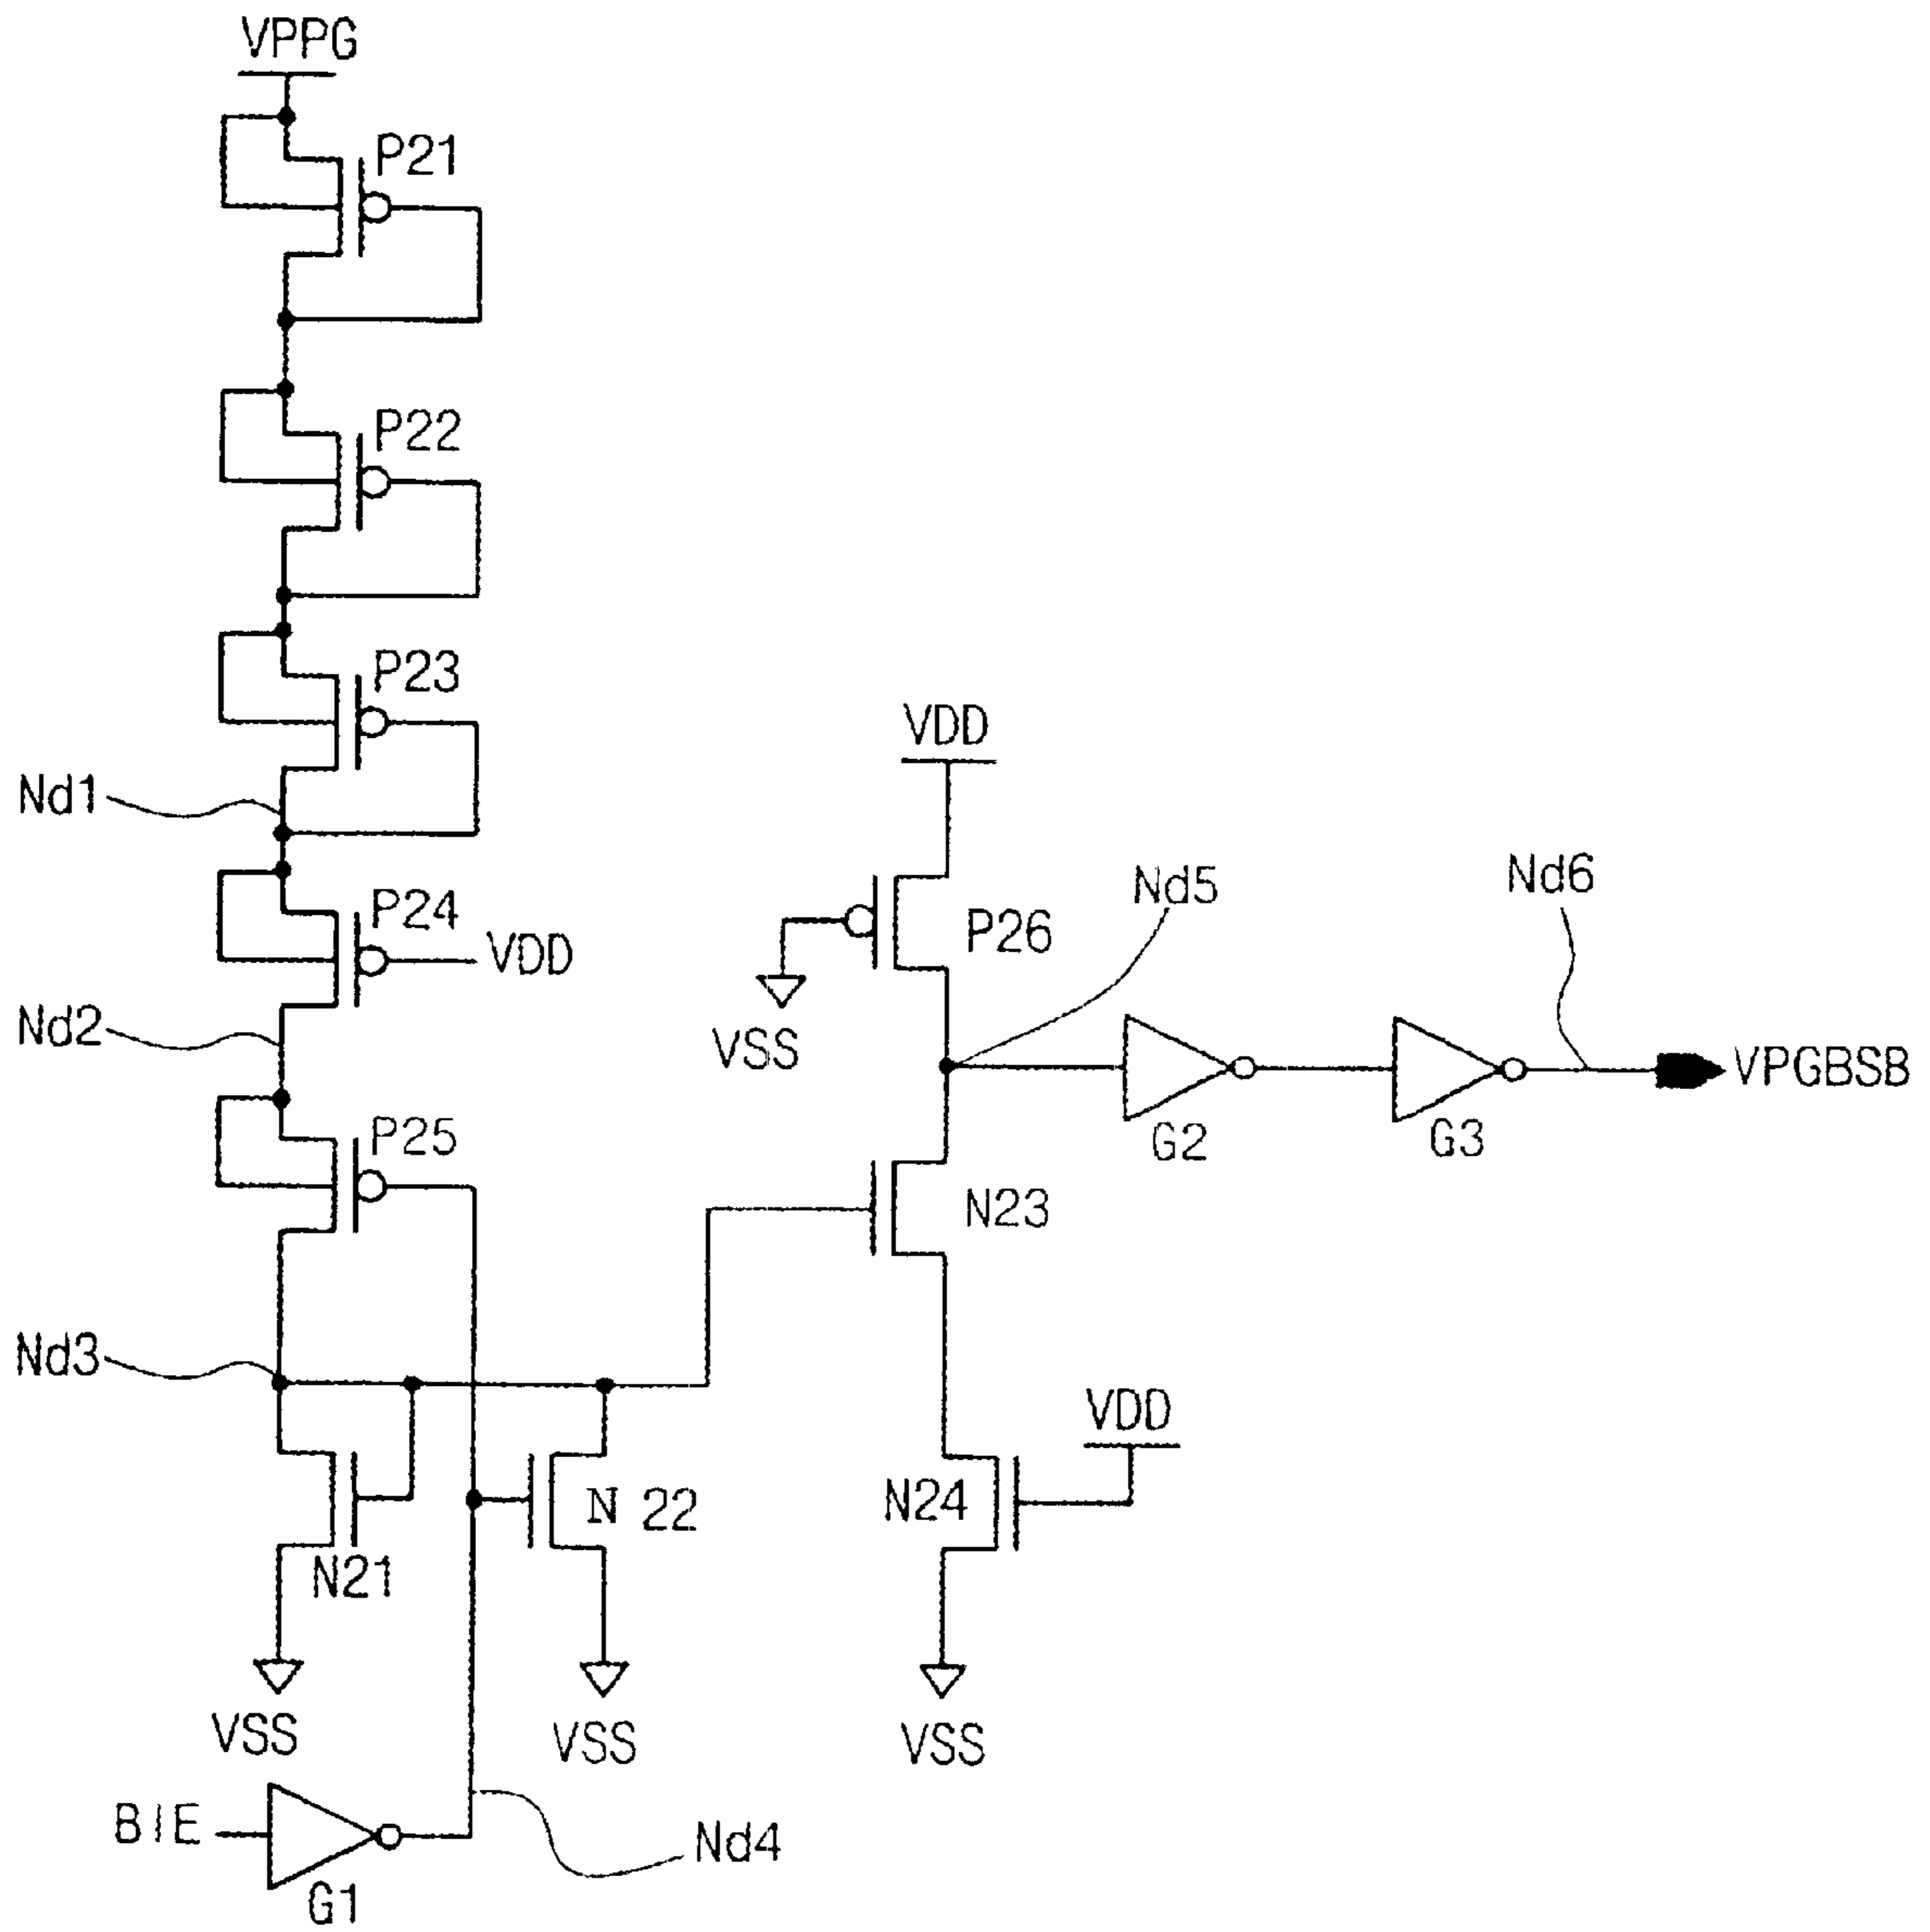 VPPG
P21
P22
P23
Nd1
VDD
P24
Nd5
Nd6
P26
VDD
Nd2
VSS
VPGBSB
P25
G2
G3
N23
Nd3
VDD
N24
N 22
N21
VSS
VSS
VSS
BIE
Nd4
G1